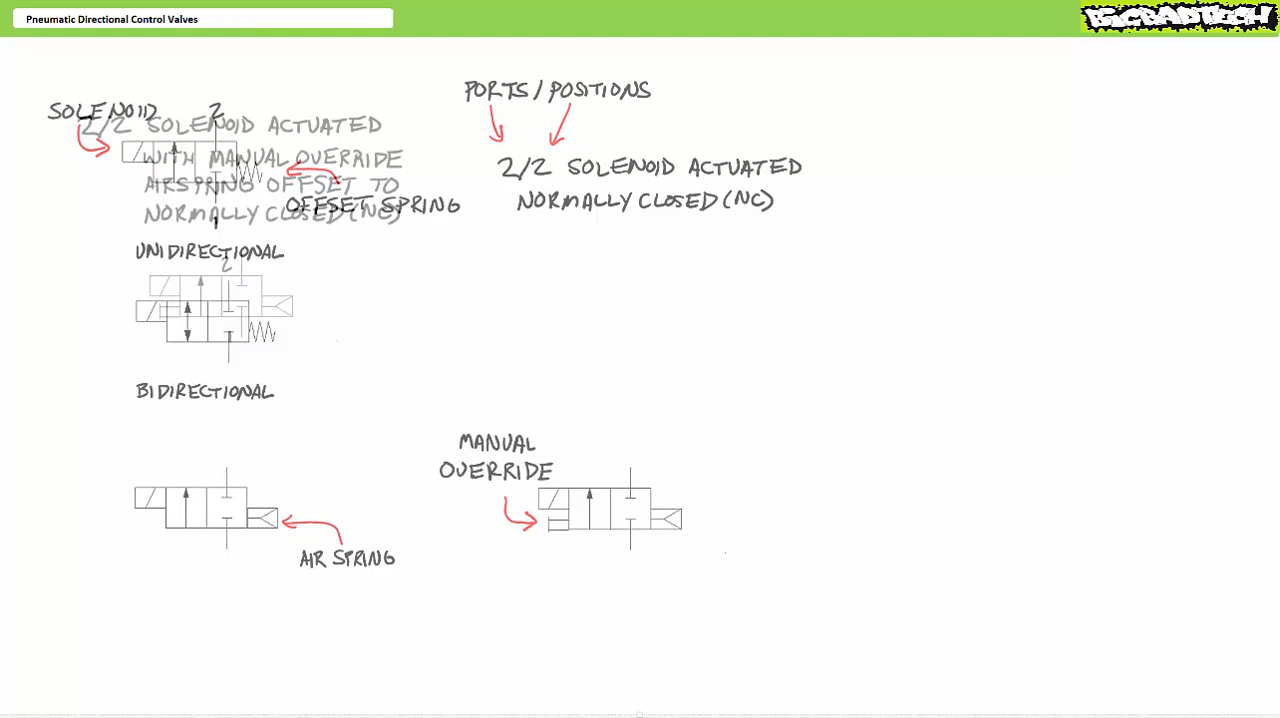 Pneumatic Directional Control Valves
BIGBADTECH
PORTS/POSITIONS
SOLENOID
2
2/2 SOLENOID ACTUATED
WITH MANUAL OVERRIDE
AIRSPRING OFFSET TO
NORMALLY CLOSED (NC)
OFFSET SPRING
1
2/2 SOLENOID ACTUATED
NORMALLY CLOSED (NC)
UNIDIRECTIONAL
2
BIDIRECTIONAL
MANUAL
OVERRIDE
AIR SPRING